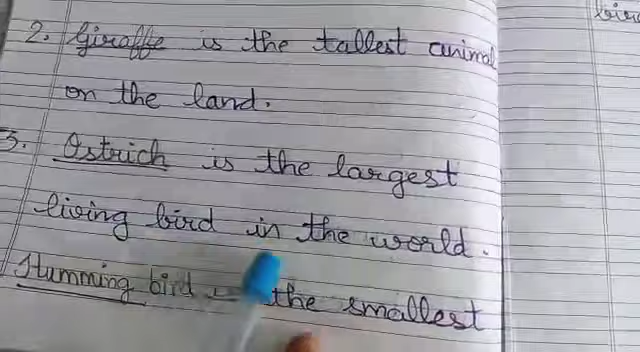 2. Giraffe is the tallest animal
on the land.
3. Ostrich is the largest
living bird in the world.
Humming bird the smallest